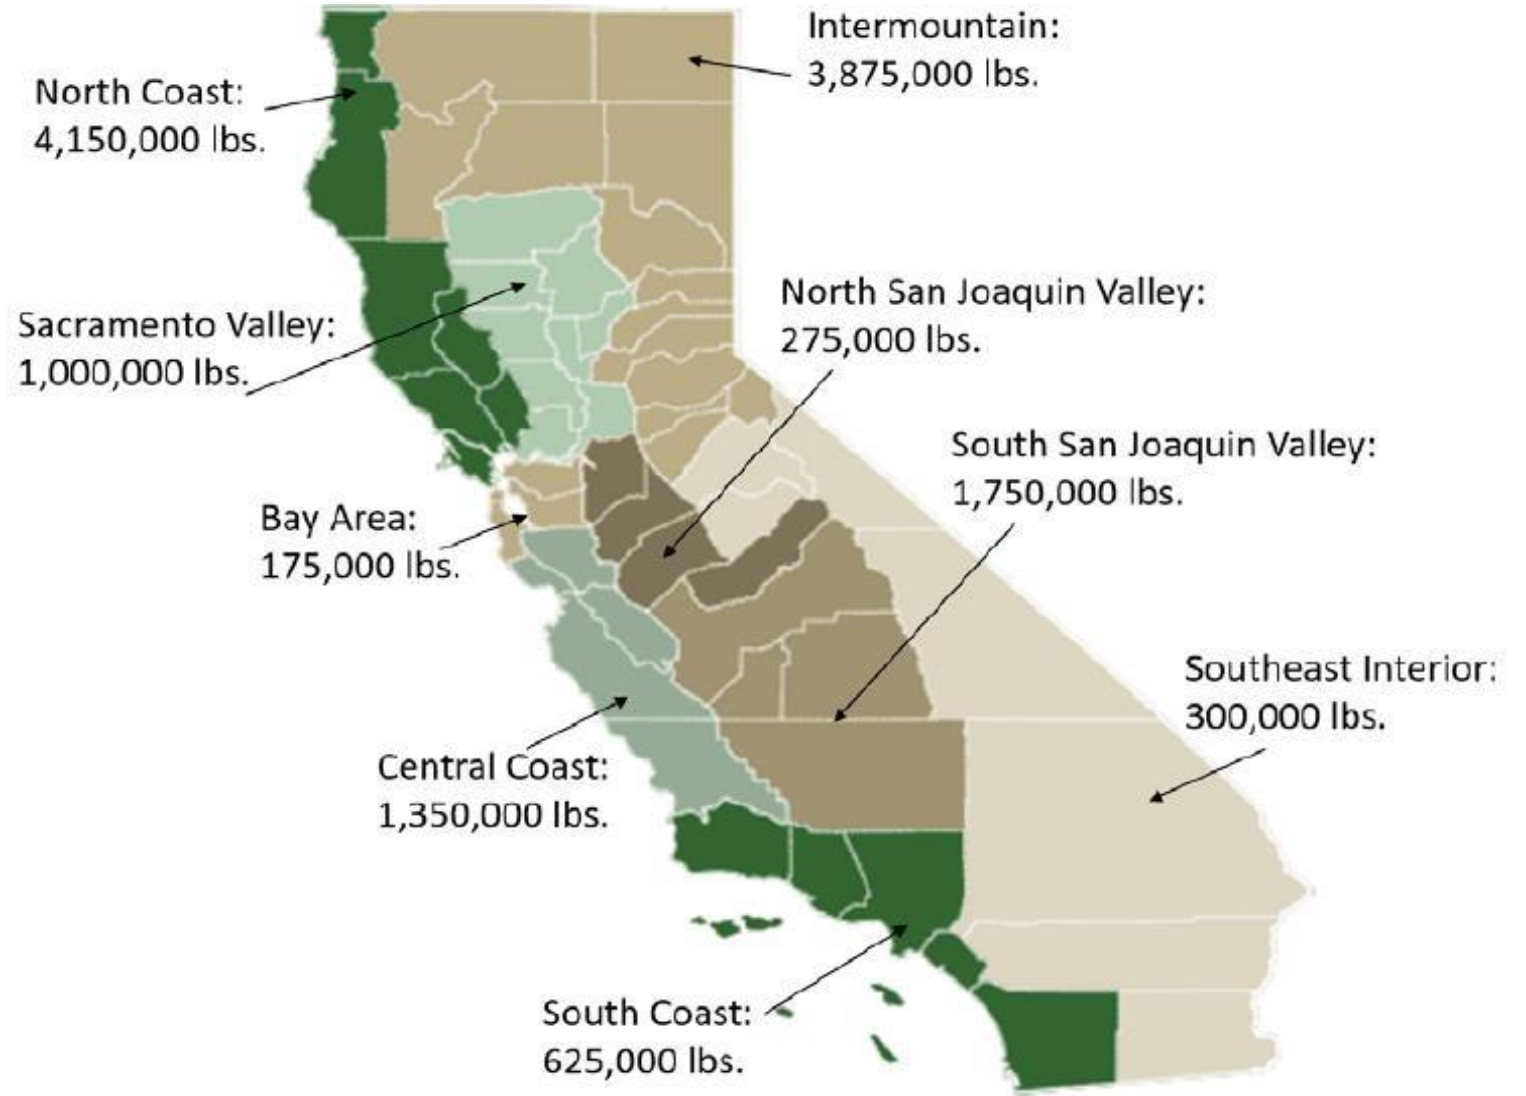 Intermountain:
3,875,000 lbs.
North Coast:
4,150,000 lbs.
North San Joaquin Valley:
275,000 lbs.
Sacramento Valley:
1,000,000 lbs.
South San Joaquin Valley:
1,750,000 lbs.
Bay Area:
175,000 lbs.
Southeast Interior:
300,000 lbs.
Central Coast:
1,350,000 lbs.
South Coast:
625,000 lbs.